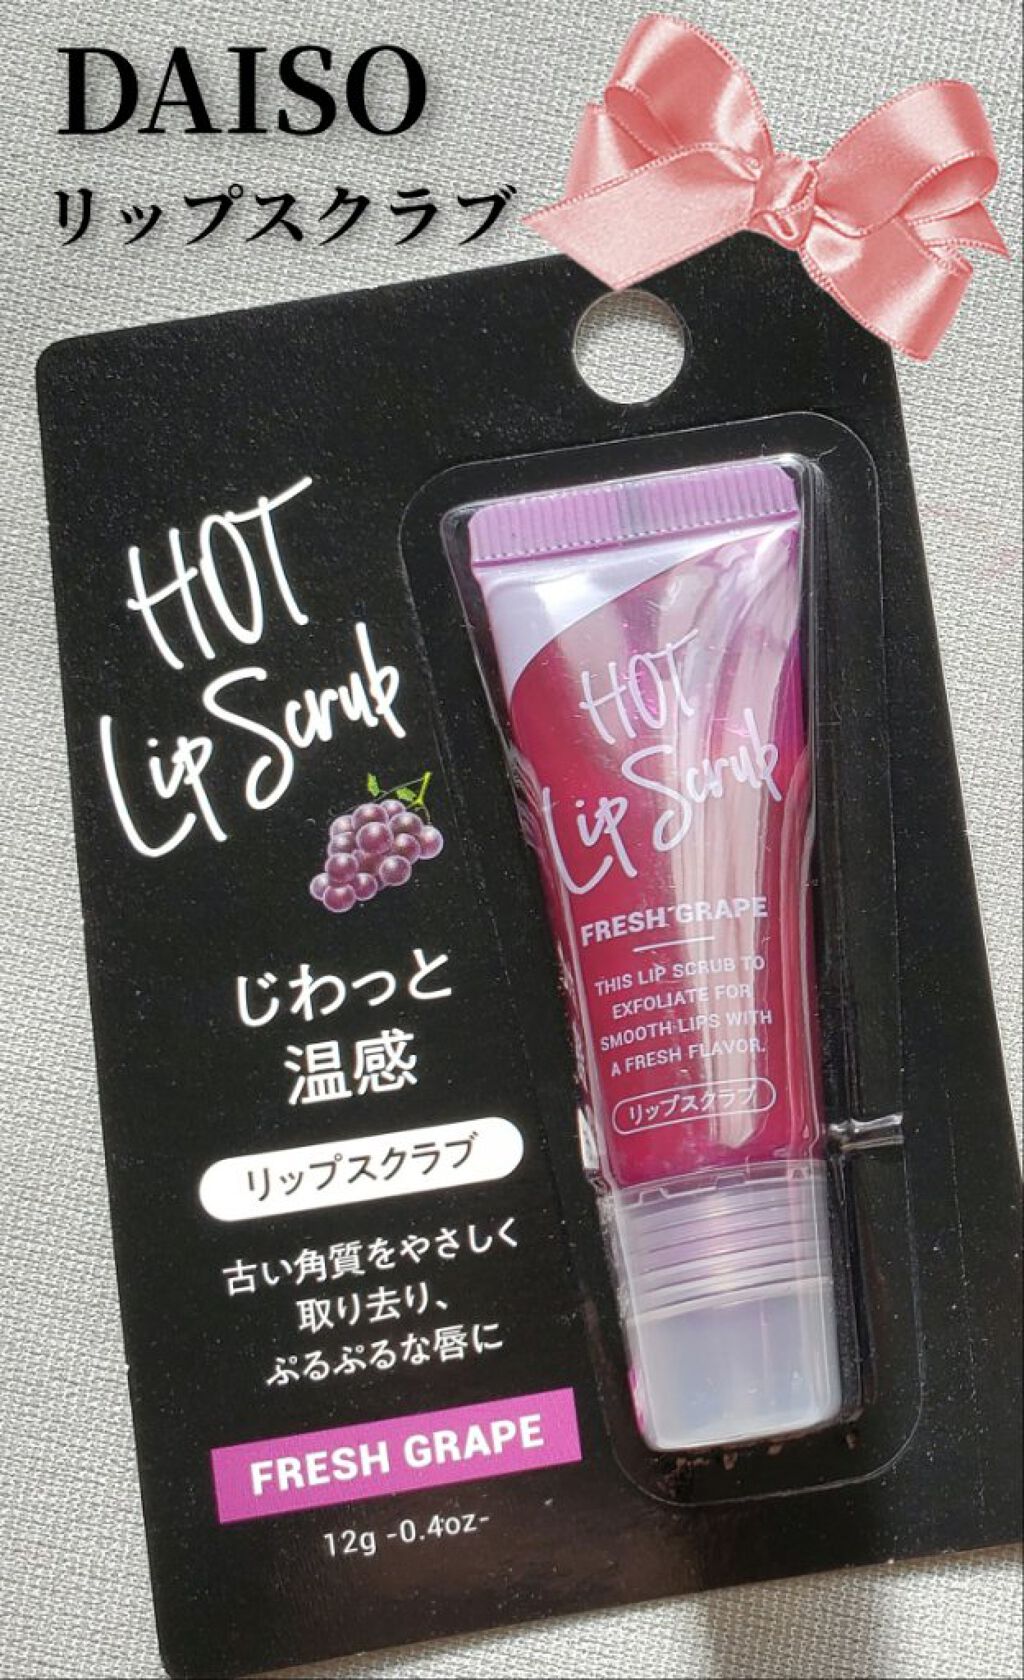 DAISO
リップスクラブ
HOT
Lip Scrub
じわっと
温感
リップスクラブ
古い角質をやさしく
取り去り、
ぷるぷるな唇に
FRESH GRAPE
12g -0.4oz-
HOT
Lip Scrub
FRESH GRAPE
THIS LIP SCRUB TO
EXFOLIATE FOR
SMOOTH LIPS WITH
A FRESH FLAVOR.
リップスクラブ